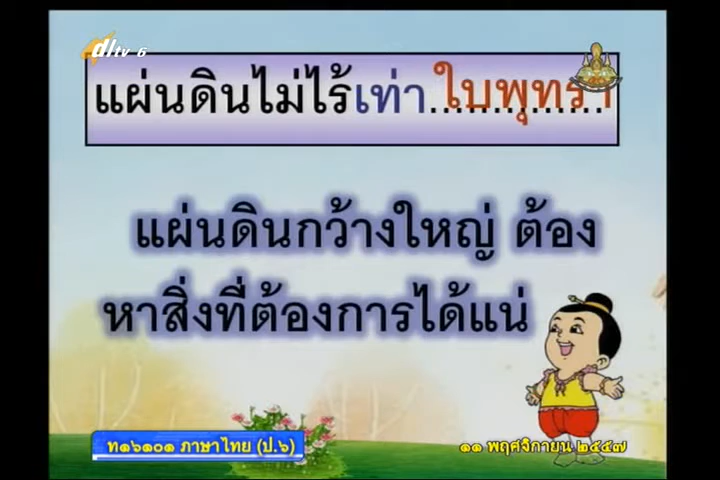 dltv 6
แผ่นดินไม่ไร้เท่า..............ใบพุทรา
แผ่นดินกว้างใหญ่ ต้อง
หาสิ่งที่ต้องการได้แน่
ท๑๖๑๐๑ ภาษาไทย (ป.๖)
๑๑ พฤศจิกายน ๒๕๕๗